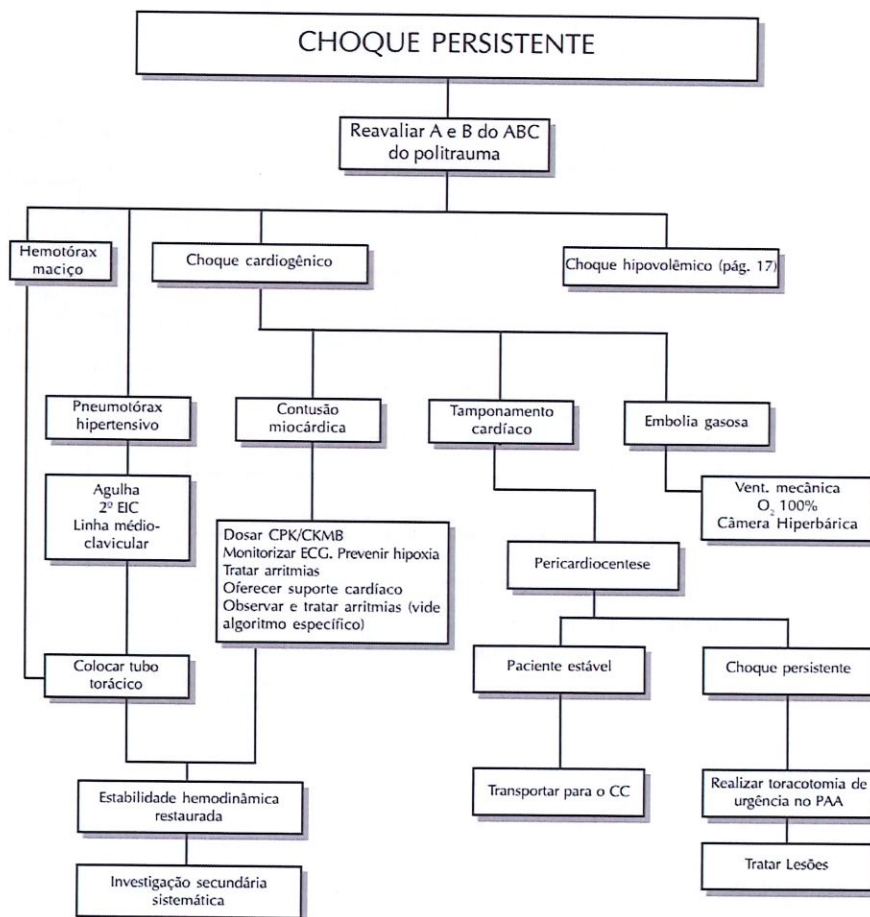 CHOQUE PERSISTENTE
Reavaliar A e B do ABC
do politrauma
Hemotórax
maciço
Choque cardiogênico
Choque hipovolêmico (pág. 17)
Pneumotórax
hipertensivo
Contusão
miocárdica
Tamponamento
cardíaco
Embolia gasosa
Agulha
2º EIC
Linha médio-
clavicular
Vent. mecânica
O₂ 100%
Câmera Hiperbárica
Dosar CPK/CKMB
Monitorizar ECG. Prevenir hipoxia
Tratar arritmias
Oferecer suporte cardíaco
Observar e tratar arritmias (vide
algoritmo específico)
Pericardiocentese
Colocar tubo
torácico
Paciente estável
Choque persistente
Estabilidade hemodinâmica
restaurada
Transportar para o CC
Realizar toracotomia de
urgência no PAA
Investigação secundária
sistemática
Tratar Lesões